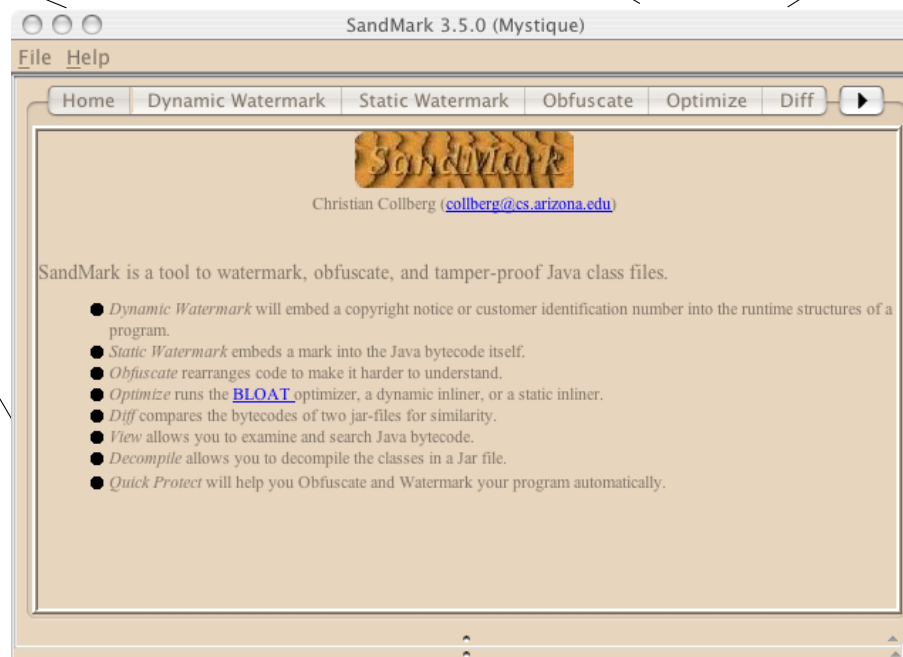 SandMark 3.5.0 (Mystique)
File Help
Home Dynamic Watermark Static Watermark Obfuscate Optimize Diff
SandMark
Christian Collberg (collberg@cs.arizona.edu)
SandMark is a tool to watermark, obfuscate, and tamper-proof Java class files.
Dynamic Watermark will embed a copyright notice or customer identification number into the runtime structures of a
program.
Static Watermark embeds a mark into the Java bytecode itself.
Obfuscate rearranges code to make it harder to understand.
Optimize runs the BLOAT optimizer, a dynamic inliner, or a static inliner.
Diff compares the bytecodes of two jar-files for similarity.
View allows you to examine and search Java bytecode.
Decompile allows you to decompile the classes in a Jar file.
Quick Protect will help you Obfuscate and Watermark your program automatically.